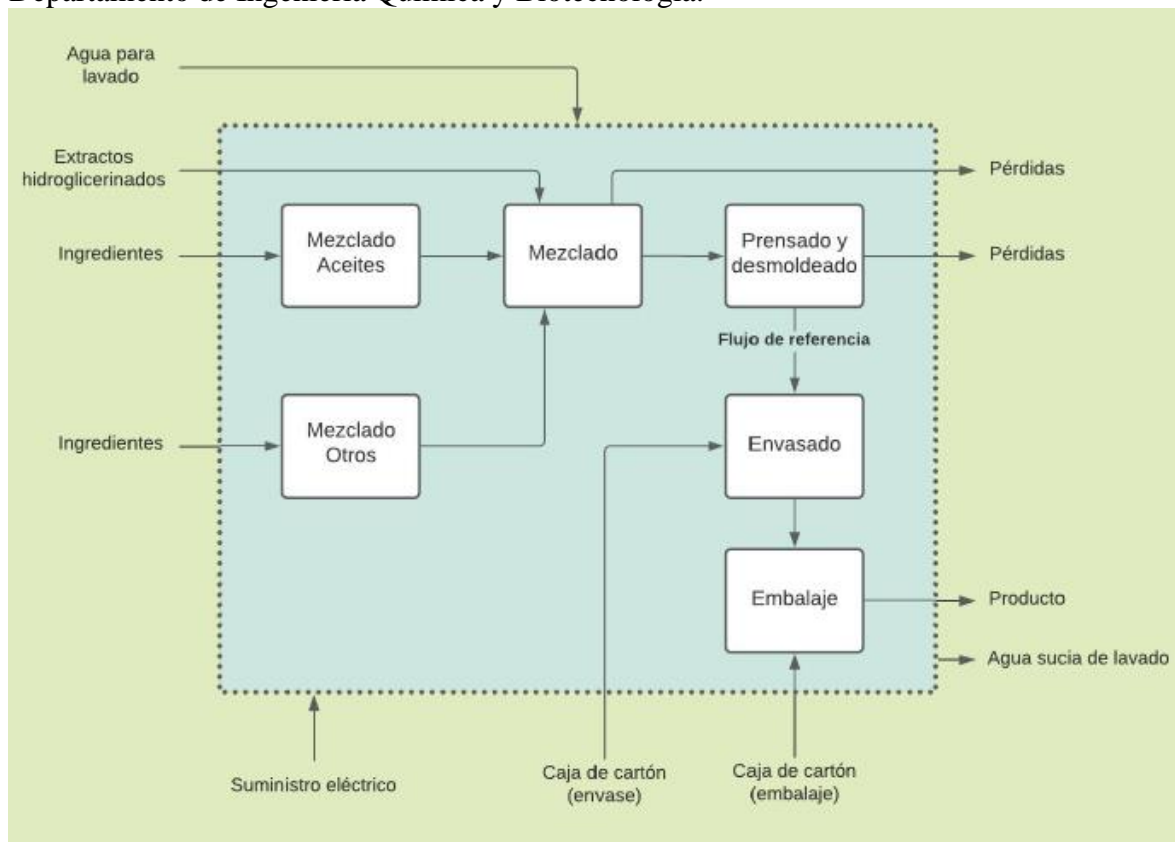 Departamento de Ingeniería Química y Biotecnología.
Agua para
lavado
Extractos
hidroglicerinados
Pérdidas
Ingredientes
Mezclado
Aceites
Mezclado
Prensado y
desmoldeado
Pérdidas
Flujo de referencia
Ingredientes
Mezclado
Otros
Envasado
Embalaje
Producto
Agua sucia de lavado
Suministro eléctrico
Caja de cartón
(envase)
Caja de cartón
(embalaje)